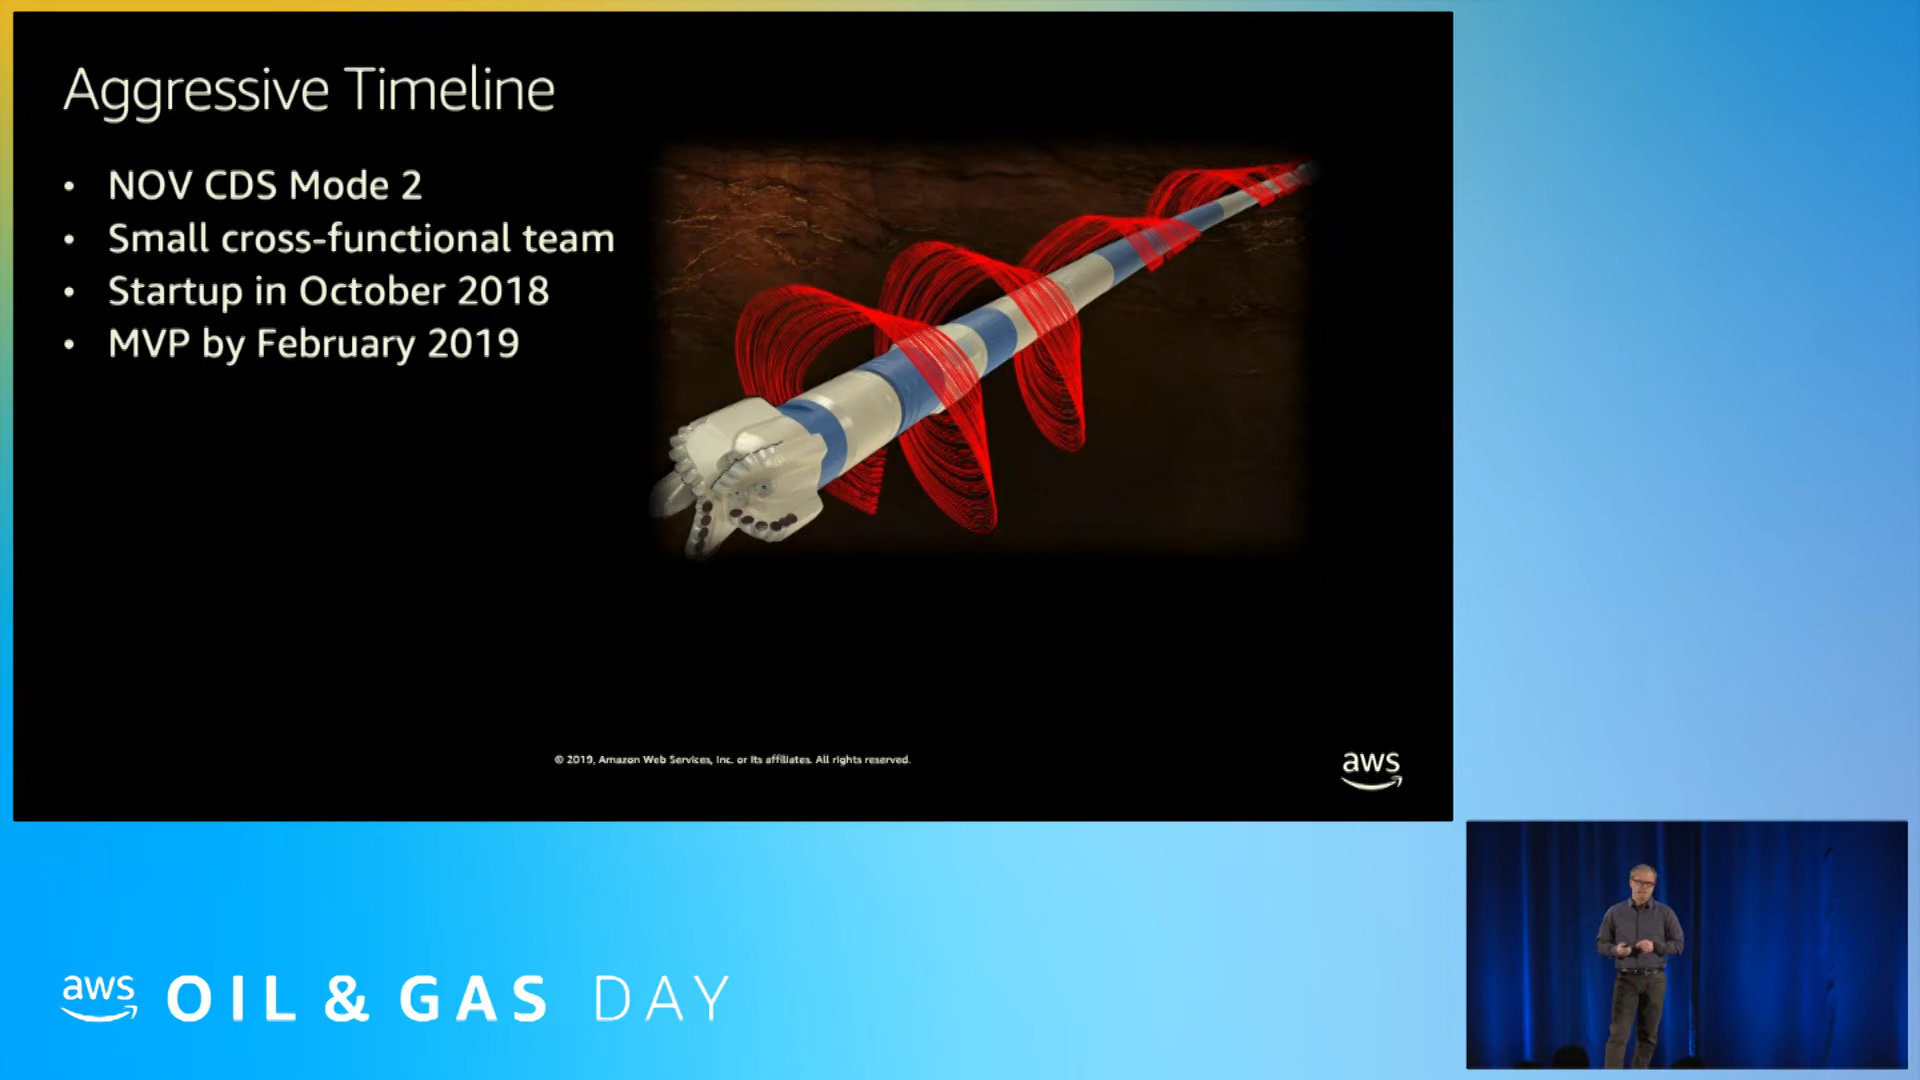 Aggressive Timeline
• NOV CDS Mode 2
• Small cross-functional team
• Startup in October 2018
• MVP by February 2019
© 2019, Amazon Web Services, Inc. or its affiliates. All rights reserved.
aws
aws OIL & GAS DAY